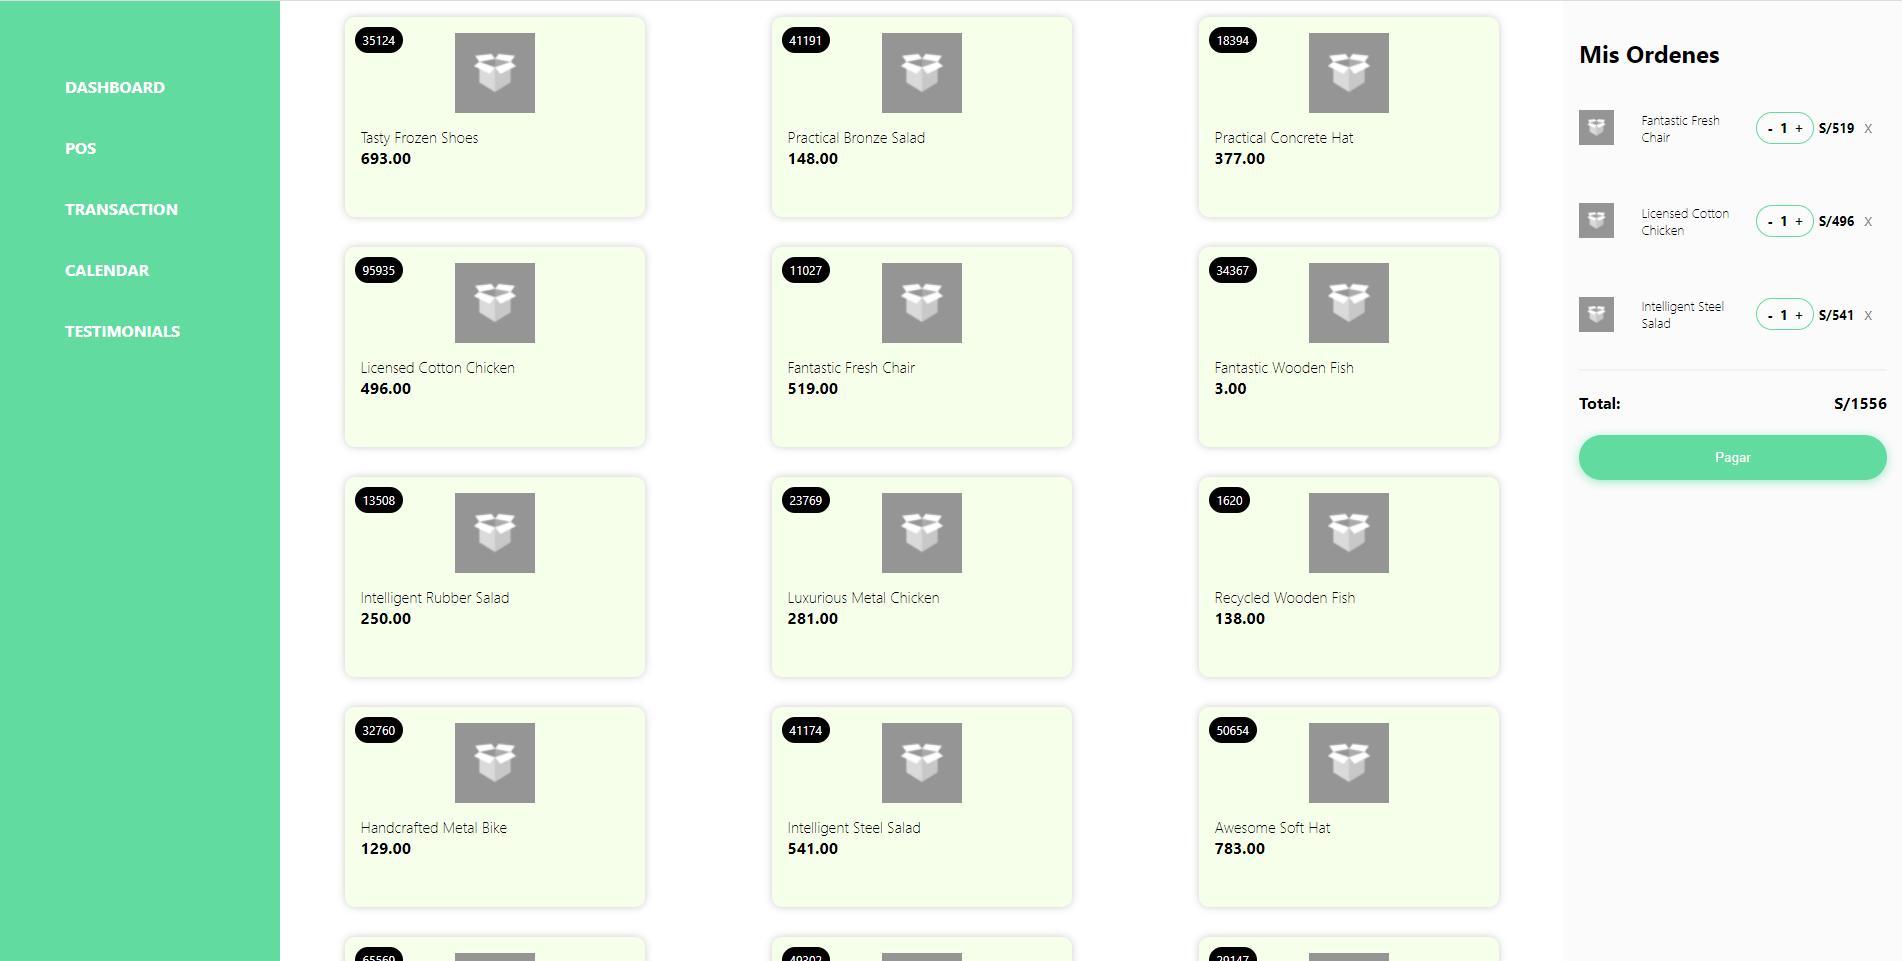 DASHBOARD
POS
TRANSACTION
CALENDAR
TESTIMONIALS
35124
Tasty Frozen Shoes
693.00
41191
Practical Bronze Salad
148.00
18394
Practical Concrete Hat
377.00
95935
Licensed Cotton Chicken
496.00
11027
Fantastic Fresh Chair
519.00
34367
Fantastic Wooden Fish
3.00
13508
Intelligent Rubber Salad
250.00
23769
Luxurious Metal Chicken
281.00
1620
Recycled Wooden Fish
138.00
32760
Handcrafted Metal Bike
129.00
41174
Intelligent Steel Salad
541.00
50654
Awesome Soft Hat
783.00
65569
49302
29147
Mis Ordenes
Fantastic Fresh
Chair
- 1 + S/519 X
Licensed Cotton
Chicken
- 1 + S/496 X
Intelligent Steel
Salad
- 1 + S/541 X
Total: S/1556
Pagar